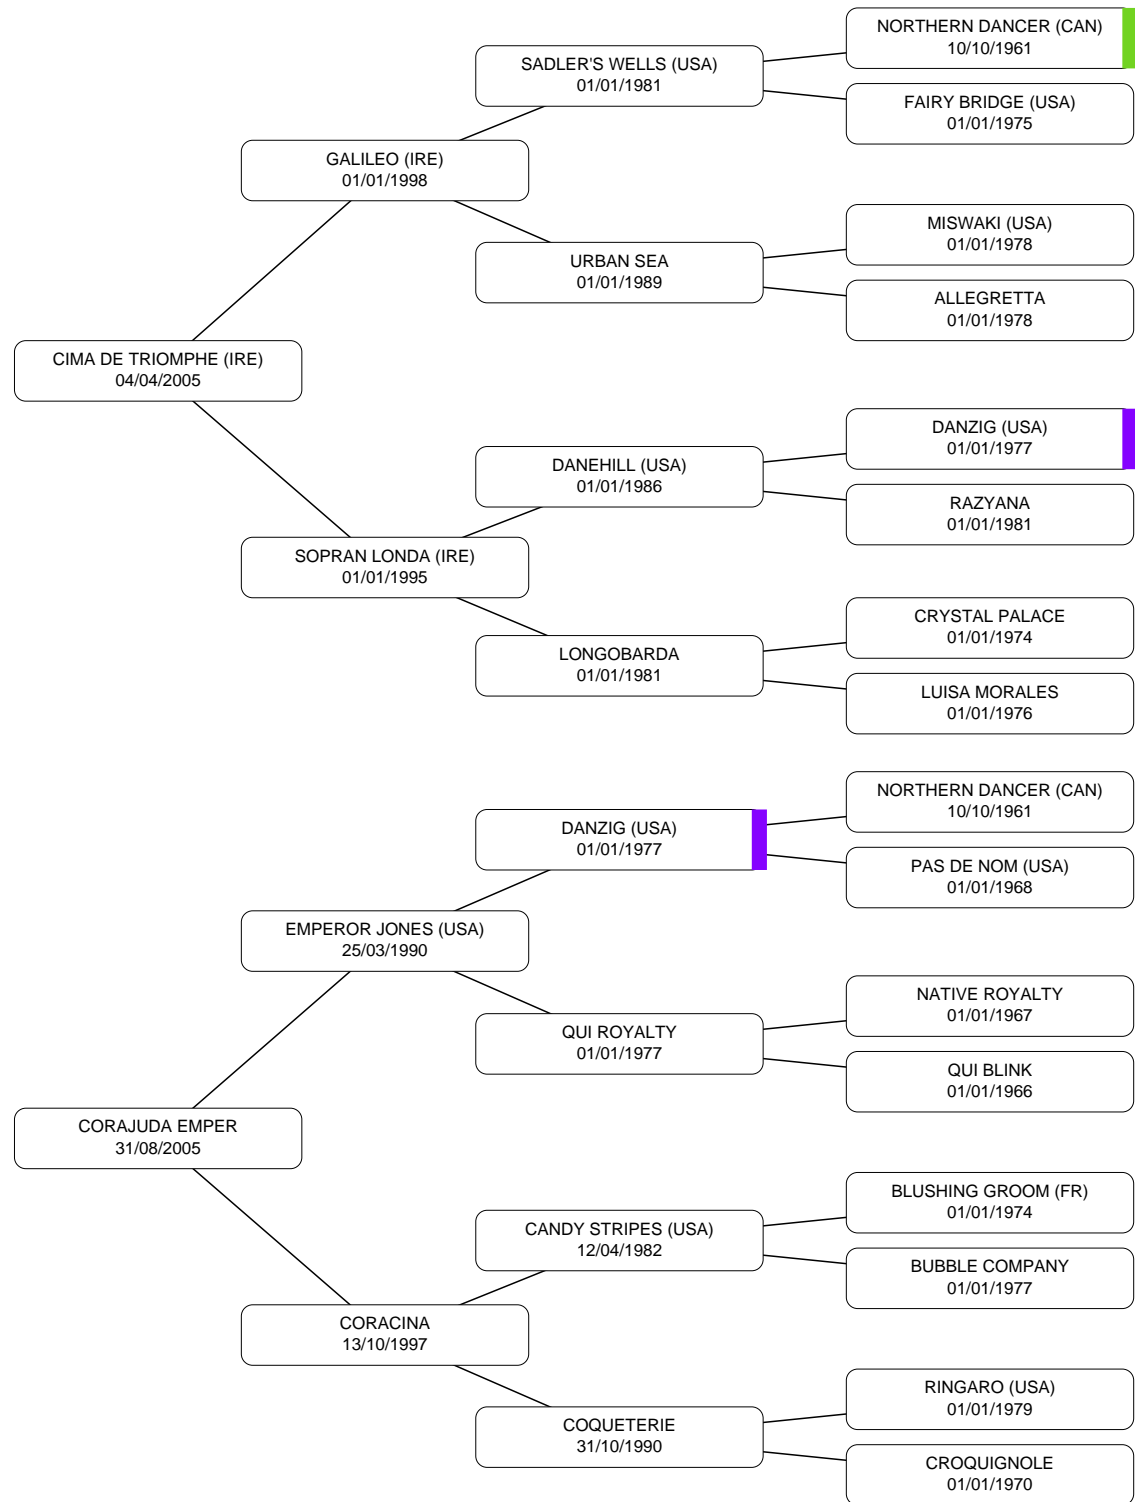 NORTHERN DANCER (CAN)
10/10/1961
SADLER'S WELLS (USA)
01/01/1981
FAIRY BRIDGE (USA)
01/01/1975
GALILEO (IRE)
01/01/1998
MISWAKI (USA)
01/01/1978
URBAN SEA
01/01/1989
ALLEGRETTA
01/01/1978
CIMA DE TRIOMPHE (IRE)
04/04/2005
DANZIG (USA)
01/01/1977
DANEHILL (USA)
01/01/1986
RAZYANA
01/01/1981
SOPRAN LONDA (IRE)
01/01/1995
CRYSTAL PALACE
01/01/1974
LONGOBARDA
01/01/1981
LUISA MORALES
01/01/1976
NORTHERN DANCER (CAN)
10/10/1961
DANZIG (USA)
01/01/1977
PAS DE NOM (USA)
01/01/1968
EMPEROR JONES (USA)
25/03/1990
NATIVE ROYALTY
01/01/1967
QUI ROYALTY
01/01/1977
QUI BLINK
01/01/1966
CORAJUDA EMPER
31/08/2005
BLUSHING GROOM (FR)
01/01/1974
CANDY STRIPES (USA)
12/04/1982
BUBBLE COMPANY
01/01/1977
CORACINA
13/10/1997
RINGARO (USA)
01/01/1979
COQUETERIE
31/10/1990
CROQUIGNOLE
01/01/1970